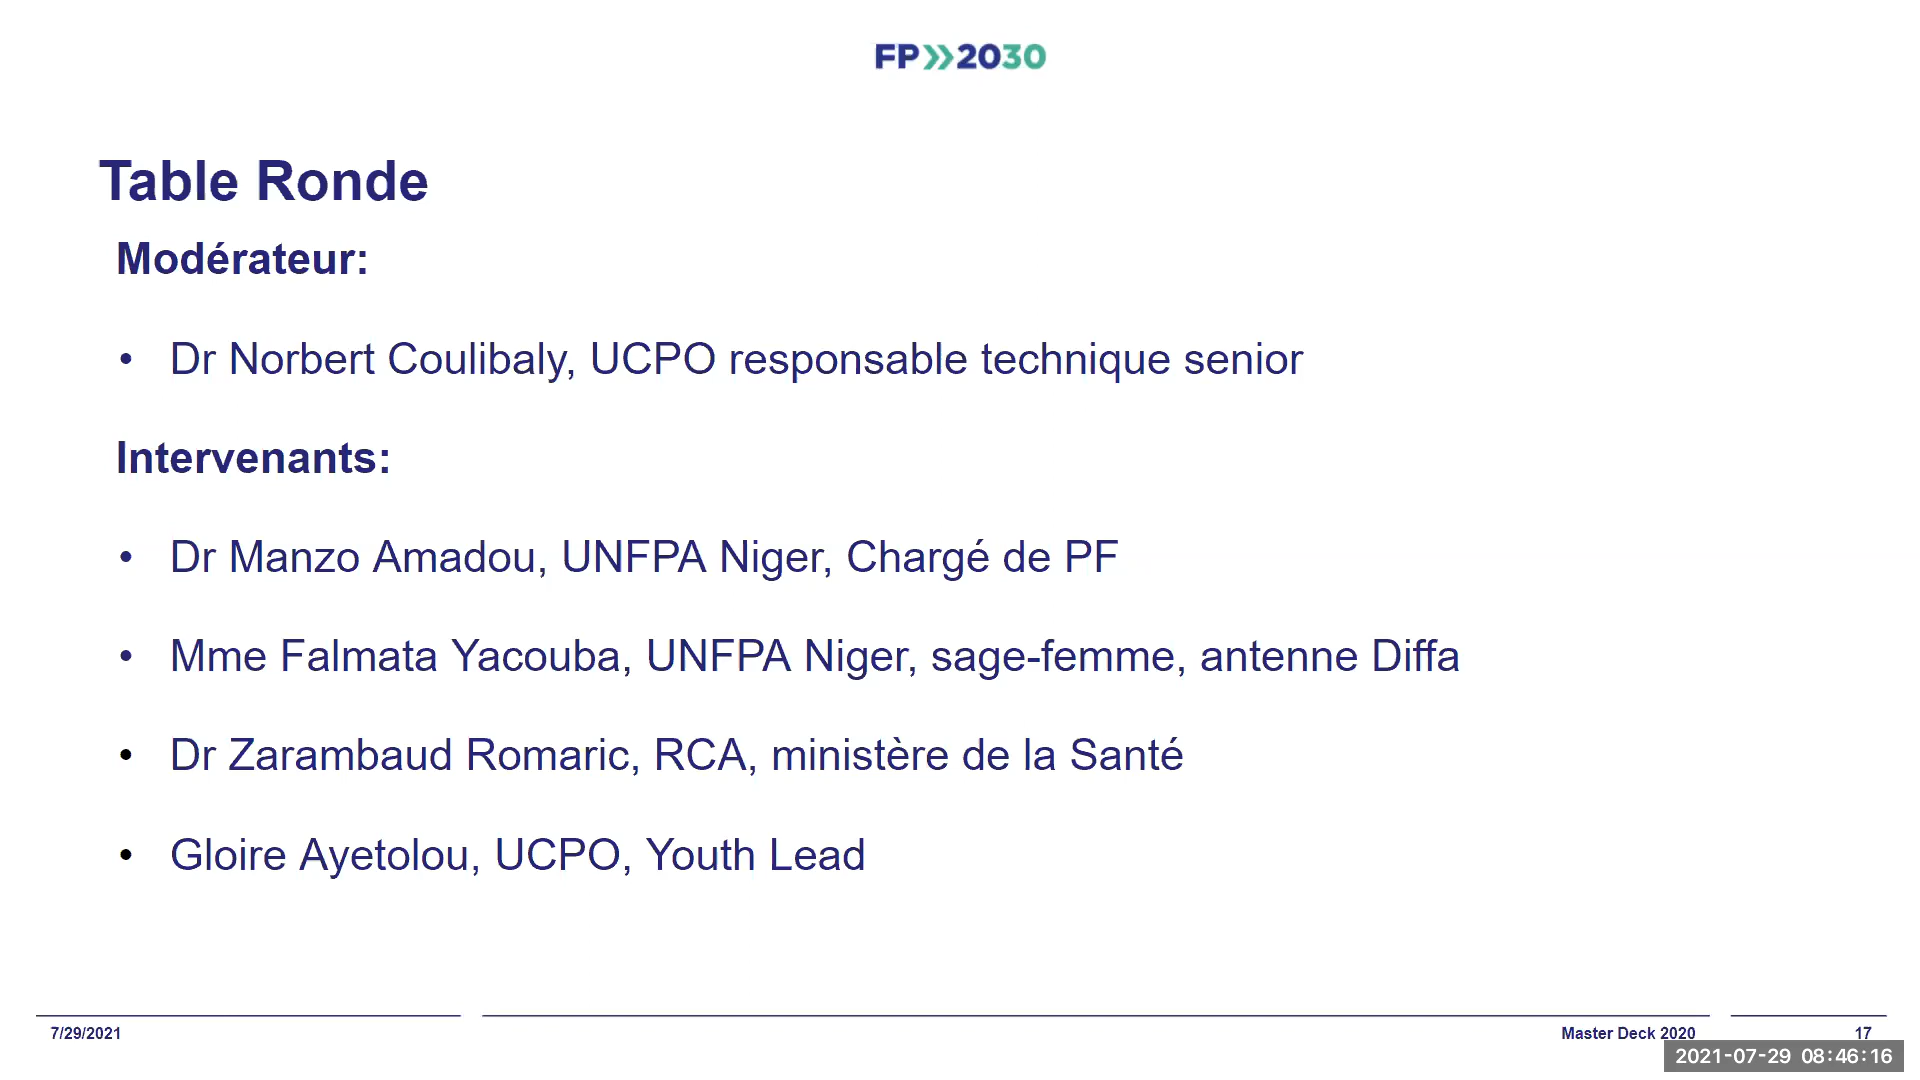 FP 2030
Table Ronde
Modérateur:
• Dr Norbert Coulibaly, UCPO responsable technique senior
Intervenants:
• Dr Manzo Amadou, UNFPA Niger, Chargé de PF
• Mme Falmata Yacouba, UNFPA Niger, sage-femme, antenne Diffa
• Dr Zarambaud Romaric, RCA, ministère de la Santé
• Gloire Ayetolou, UCPO, Youth Lead
7/29/2021
Master Deck 2020
17
2021-07-29 08:46:16